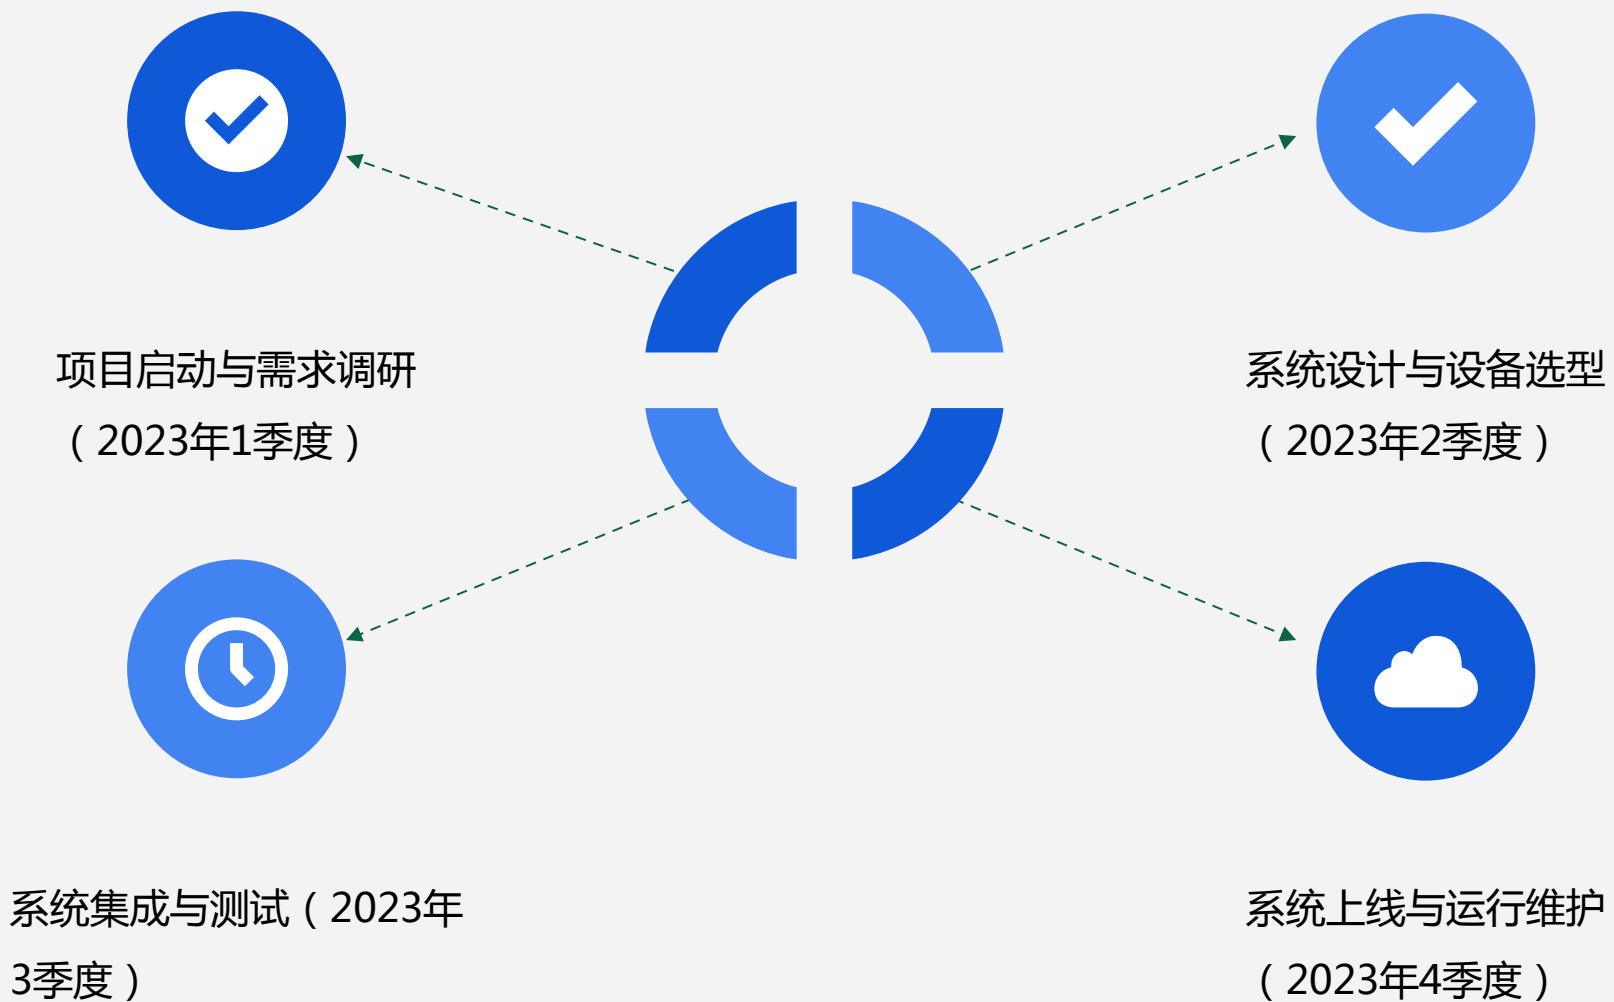 项目启动与需求调研
（2023年1季度）
系统设计与设备选型
（2023年2季度）
系统集成与测试（2023年
3季度）
系统上线与运行维护
（2023年4季度）